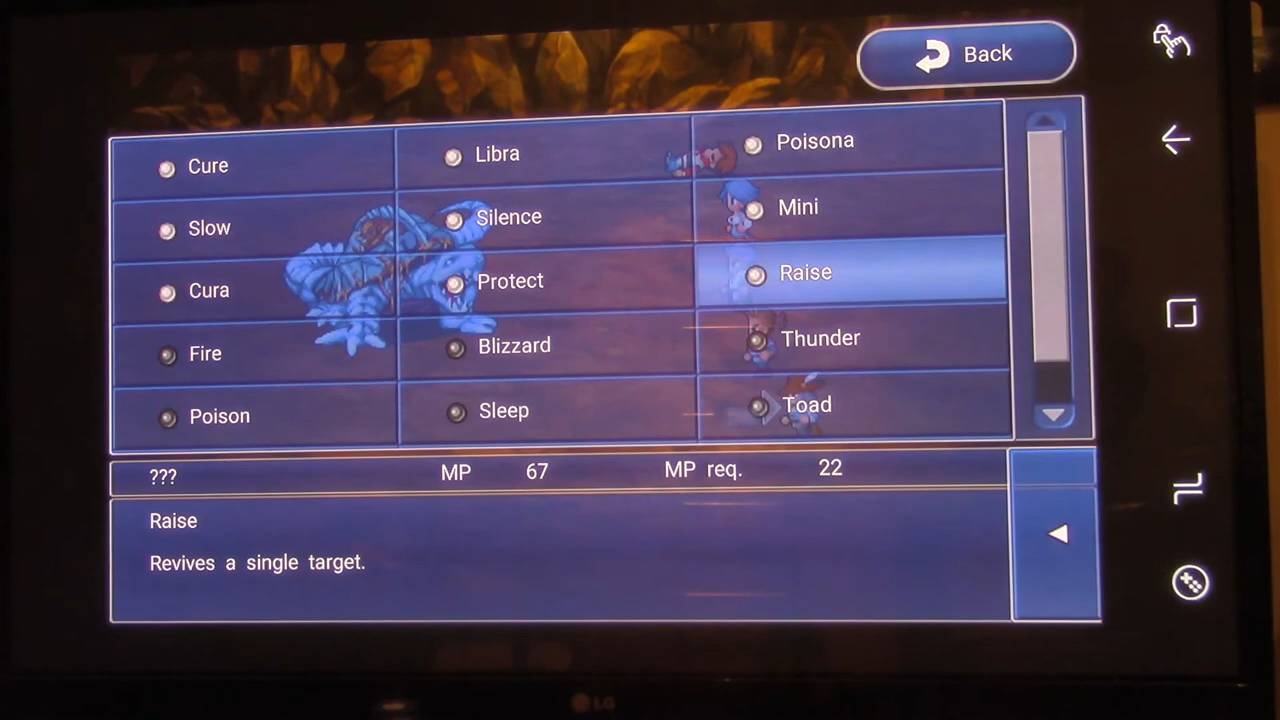 Back
Cure Libra Poisona
Slow Silence Mini
Cura Protect Raise
Fire Blizzard Thunder
Poison Sleep Toad
??? MP 67 MP req. 22
Raise
Revives a single target.
LG